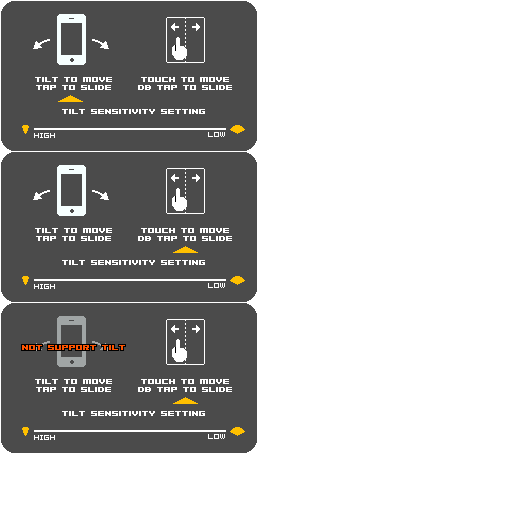 TILT TO MOVE
TAP TO SLIDE
TOUCH TO MOVE
DB TAP TO SLIDE
TILT SENSITIVITY SETTING
HIGH
LOW
TILT TO MOVE
TAP TO SLIDE
TOUCH TO MOVE
DB TAP TO SLIDE
TILT SENSITIVITY SETTING
HIGH
LOW
NOT SUPPORT TILT
TILT TO MOVE
TAP TO SLIDE
TOUCH TO MOVE
DB TAP TO SLIDE
TILT SENSITIVITY SETTING
HIGH
LOW